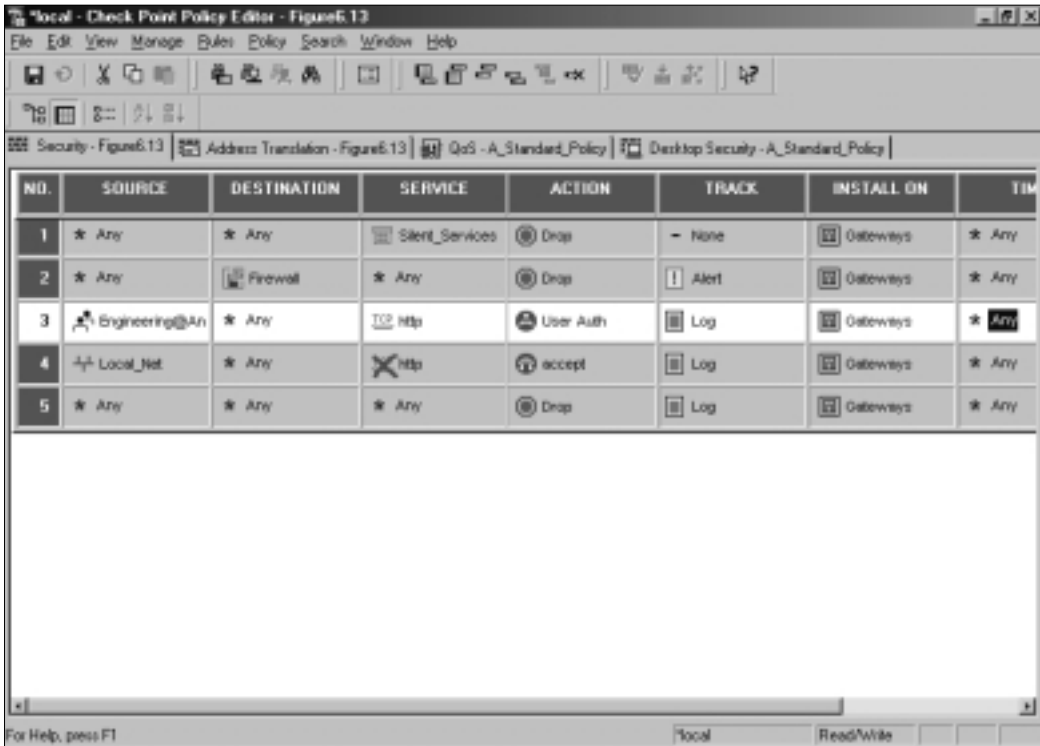 *local - Check Point Policy Editor - Figure6.13
File Edit View Manage Rules Policy Search Window Help
Security - Figure6.13 Address Translation - Figure6.13 QoS - A_Standard_Policy Desktop Security - A_Standard_Policy
NO. SOURCE DESTINATION SERVICE ACTION TRACK INSTALL ON TIM
1 * Any * Any Silent_Services Drop - None Gateways * Any
2 * Any Firewall * Any Drop ! Alert Gateways * Any
3 Engineering@An * Any TCP http User Auth Log Gateways * Any
4 Local_Net * Any http accept Log Gateways * Any
5 * Any * Any * Any Drop Log Gateways * Any
For Help, press F1 *local Read/Write